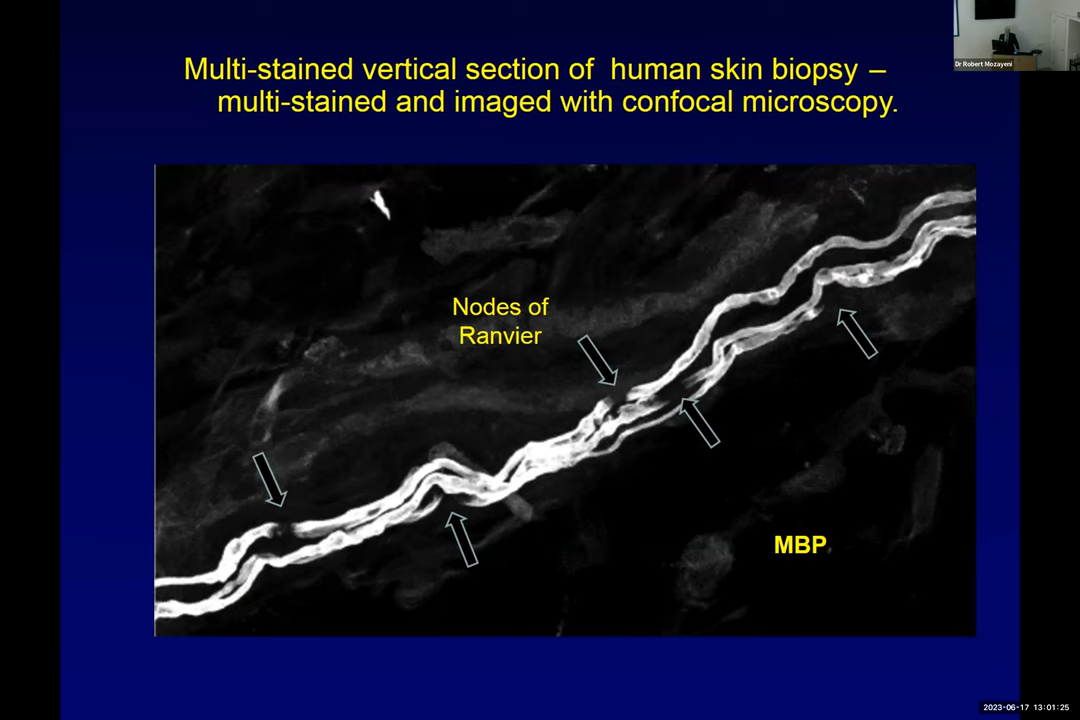 Multi-stained vertical section of human skin biopsy –
multi-stained and imaged with confocal microscopy.
Dr Robert Mozayeni
Nodes of
Ranvier
MBP
2023-06-17 13:01:25